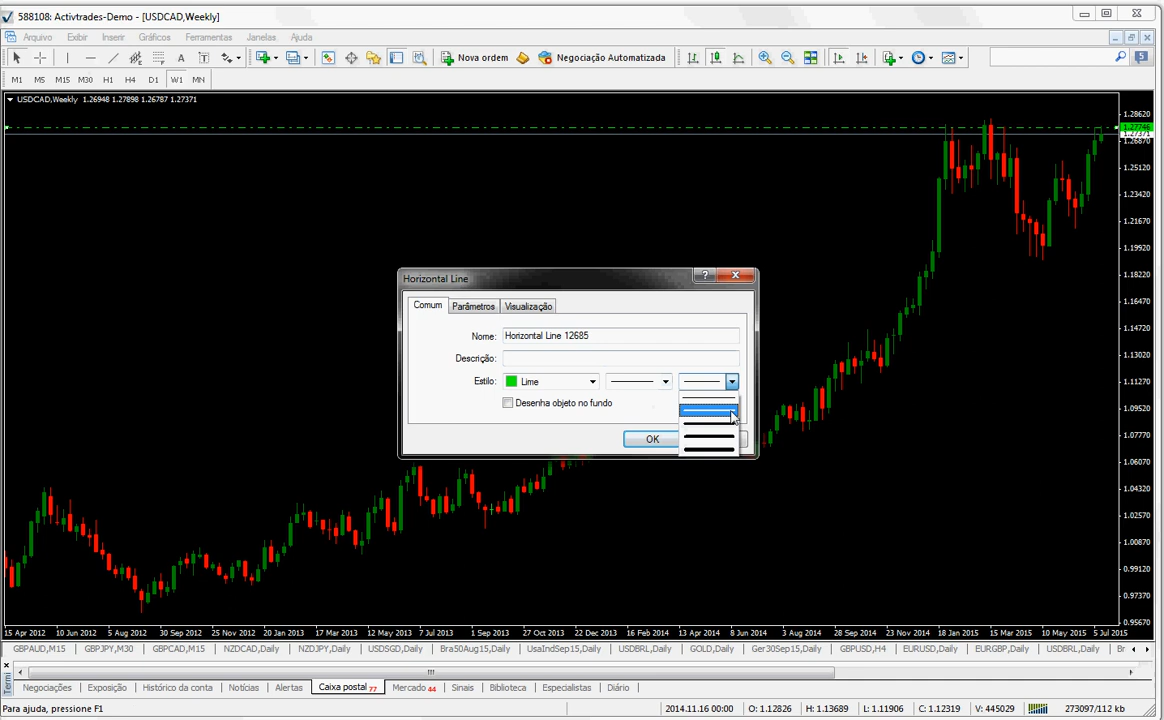 588108: Activtrades-Demo - [USDCAD,Weekly]
Arquivo Exibir Inserir Gráficos Ferramentas Janelas Ajuda
A T Nova ordem Negociação Automatizada 5
M1 M5 M15 M30 H1 H4 D1 W1 MN
USDCAD,Weekly 1.26948 1.27898 1.26787 1.27371
1.28620
1.27746
1.27371
1.26870
1.25120
1.23420
1.21670
1.19920
1.18220
1.16470
1.14720
1.13020
1.11270
1.09520
1.07770
1.06070
1.04320
1.02570
1.00870
0.99120
0.97370
0.95670
Horizontal Line
Comum Parâmetros Visualização
Nome: Horizontal Line 12685
Descrição:
Estilo: Lime
Desenha objeto no fundo
OK
15 Apr 2012 10 Jun 2012 5 Aug 2012 30 Sep 2012 25 Nov 2012 20 Jan 2013 17 Mar 2013 12 May 2013 7 Jul 2013 1 Sep 2013 27 Oct 2013 22 Dec 2013 16 Feb 2014 13 Apr 2014 8 Jun 2014 3 Aug 2014 28 Sep 2014 23 Nov 2014 18 Jan 2015 15 Mar 2015 10 May 2015 5 Jul 2015
GBPAUD,M15 GBPJPY,M30 GBPCAD,M15 NZDCAD,Daily NZDJPY,Daily USDSGD,Daily Bra50Aug15,Daily UsaIndSep15,Daily USDBRL,Daily GOLD,Daily Ger30Sep15,Daily GBPUSD,H4 EURUSD,Daily EURGBP,Daily USDBRL,Daily Br
Termi
Negociações Exposição Histórico da conta Notícias Alertas Caixa postal 77 Mercado 44 Sinais Biblioteca Especialistas Diário
Para ajuda, pressione F1 2014.11.16 00:00 O: 1.12826 H: 1.13689 L: 1.11906 C: 1.12319 V: 445029 273097/112 kb